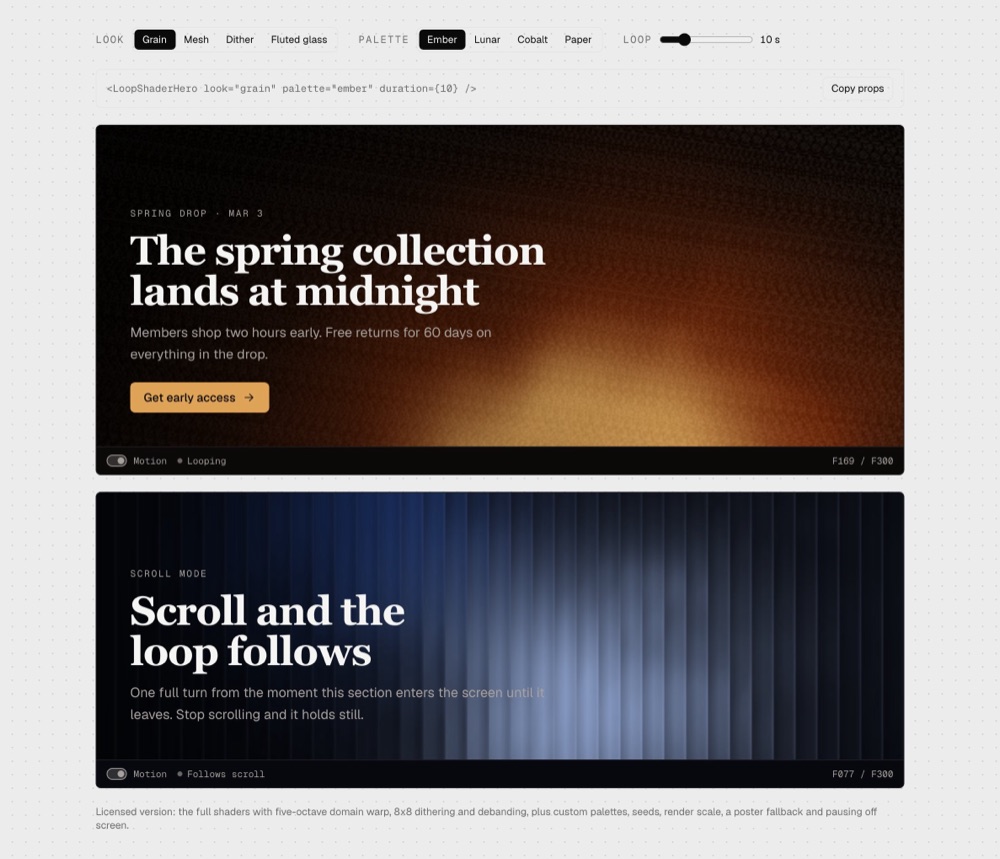 LOOK Grain Mesh Dither Fluted glass PALETTE Ember Lunar Cobalt Paper LOOP 10 s
<LoopShaderHero look="grain" palette="ember" duration={10} /> Copy props
SPRING DROP · MAR 3
The spring collection
lands at midnight
Members shop two hours early. Free returns for 60 days on
everything in the drop.
Get early access →
Motion Looping F169 / F300
SCROLL MODE
Scroll and the
loop follows
One full turn from the moment this section enters the screen until it
leaves. Stop scrolling and it holds still.
Motion Follows scroll F077 / F300
Licensed version: the full shaders with five-octave domain warp, 8x8 dithering and debanding, plus custom palettes, seeds, render scale, a poster fallback and pausing off
screen.